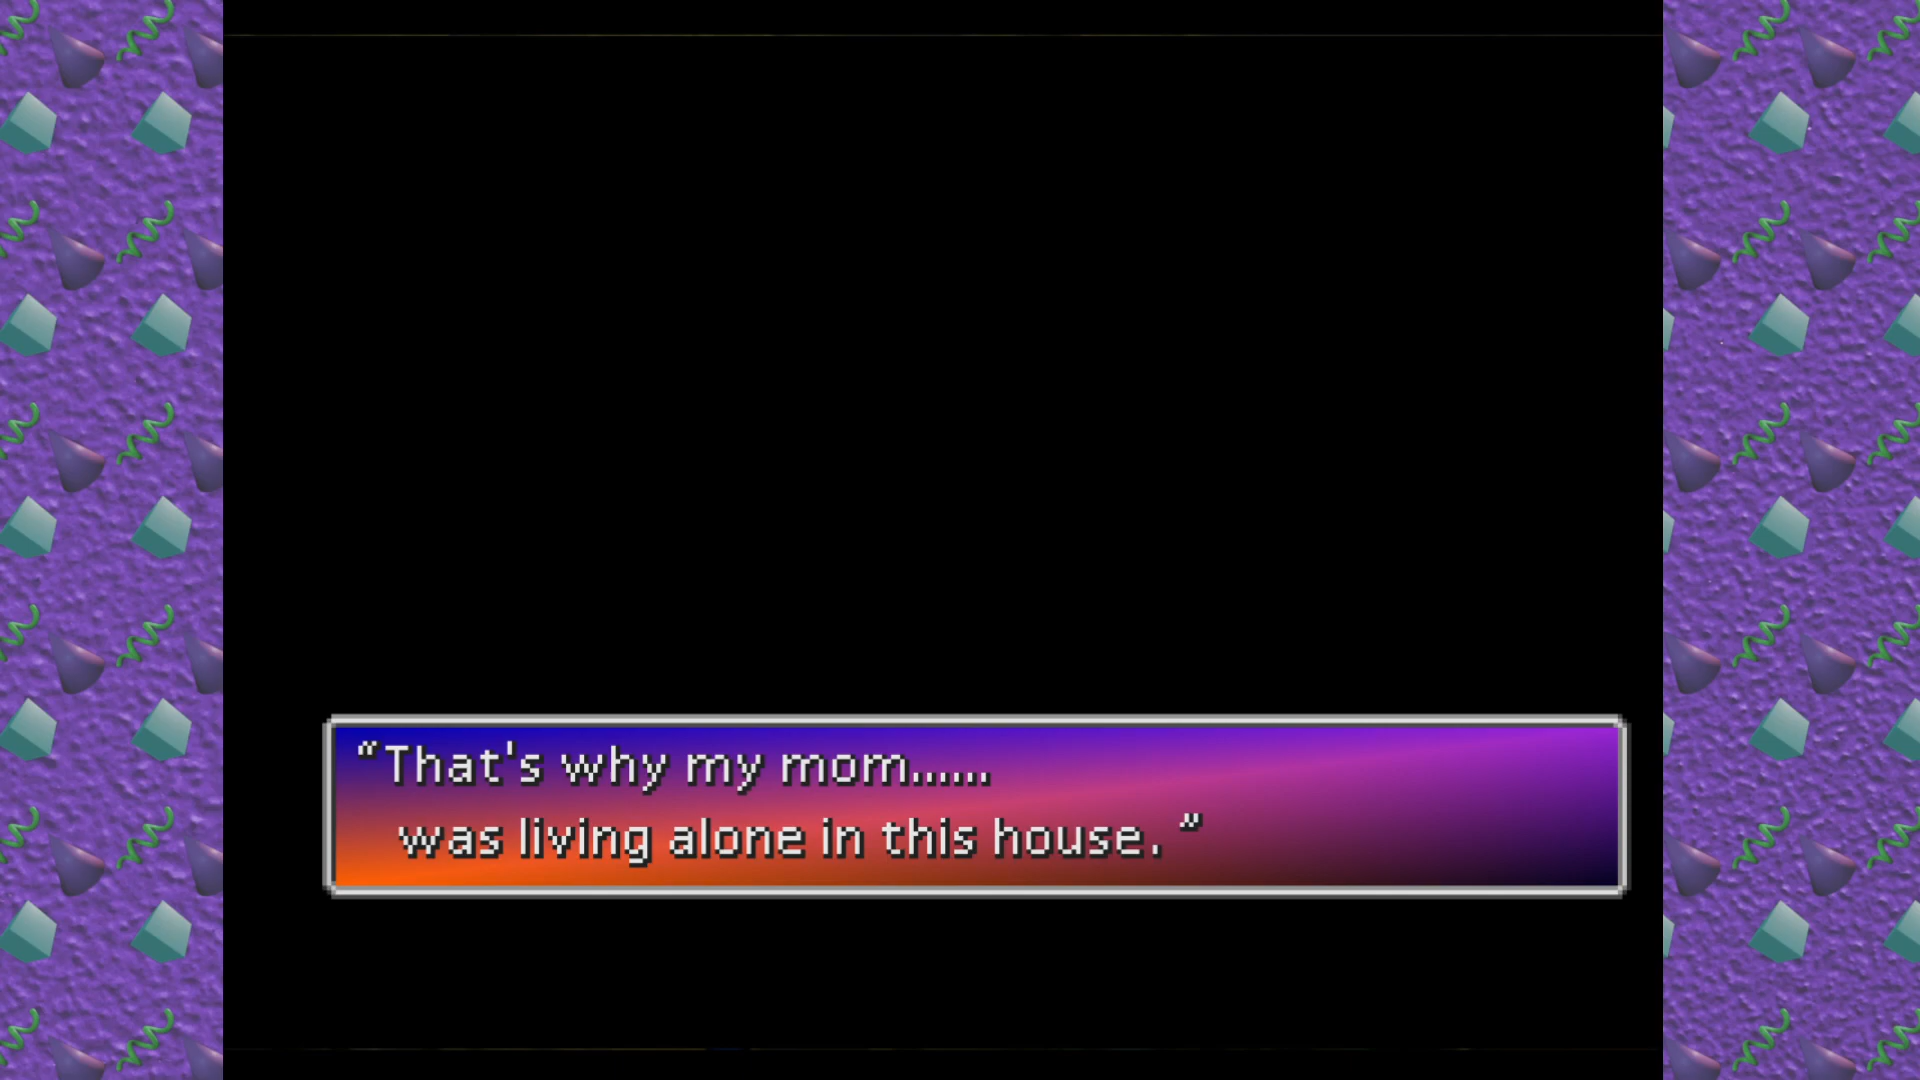 “That's why my mom......
was living alone in this house. ”